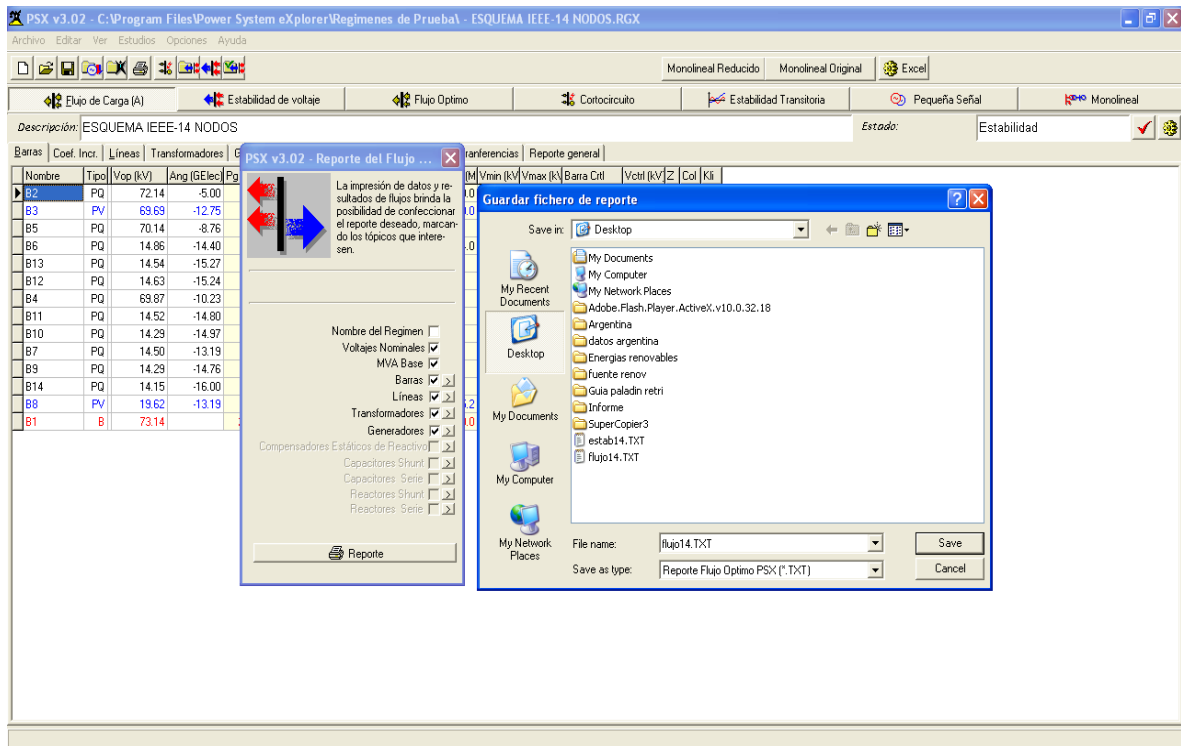 PSX v3.02 - C:\Program Files\Power System eXplorer\Regimenes de Prueba\ - ESQUEMA IEEE-14 NODOS.RGX
Archivo Editar Ver Estudios Opciones Ayuda
Monolineal Reducido Monolineal Original Excel
Flujo de Carga (A) Estabilidad de voltaje Flujo Optimo Cortocircuito Estabilidad Transitoria Pequeña Señal Monolineal
Descripción: ESQUEMA IEEE-14 NODOS Estado: Estabilidad
Barras Coef. Incr. Líneas Transformadores Reporte general
Nombre Tipo Vop (kV) Ang (GElec) Vmin (kV Vmax (kV Barra Crtl Vctrl (kV) Z Col Kli
B2 PQ 72.14 -5.00
B3 PV 69.69 -12.75
B5 PQ 70.14 -8.76
B6 PQ 14.86 -14.40
B13 PQ 14.54 -15.27
B12 PQ 14.63 -15.24
B4 PQ 69.87 -10.23
B11 PQ 14.52 -14.80
B10 PQ 14.29 -14.97
B7 PQ 14.50 -13.19
B9 PQ 14.29 -14.76
B14 PQ 14.15 -16.00
B8 PV 19.62 -13.19
B1 B 73.14
PSX v3.02 - Reporte del Flujo ...
La impresión de datos y re-
sultados de flujos brinda la
posibilidad de confeccionar
el reporte deseado, marcan-
do los tópicos que intere-
sen.
Nombre del Regimen
Voltajes Nominales
MVA Base
Barras >
Líneas >
Transformadores >
Generadores >
Compensadores Estáticos de Reactivo >
Capacitores Shunt >
Capacitores Serie >
Reactores Shunt >
Reactores Serie >
Reporte
Guardar fichero de reporte
Save in: Desktop
My Recent
Documents
Desktop
My Documents
My Computer
My Network
Places
My Documents
My Computer
My Network Places
Adobe.Flash.Player.ActiveX.v10.0.32.18
Argentina
datos argentina
Energias renovables
fuente renov
Guia paladin retri
Informe
SuperCopier3
estab14.TXT
flujo14.TXT
File name: flujo14.TXT Save
Save as type: Reporte Flujo Optimo PSX (*.TXT) Cancel